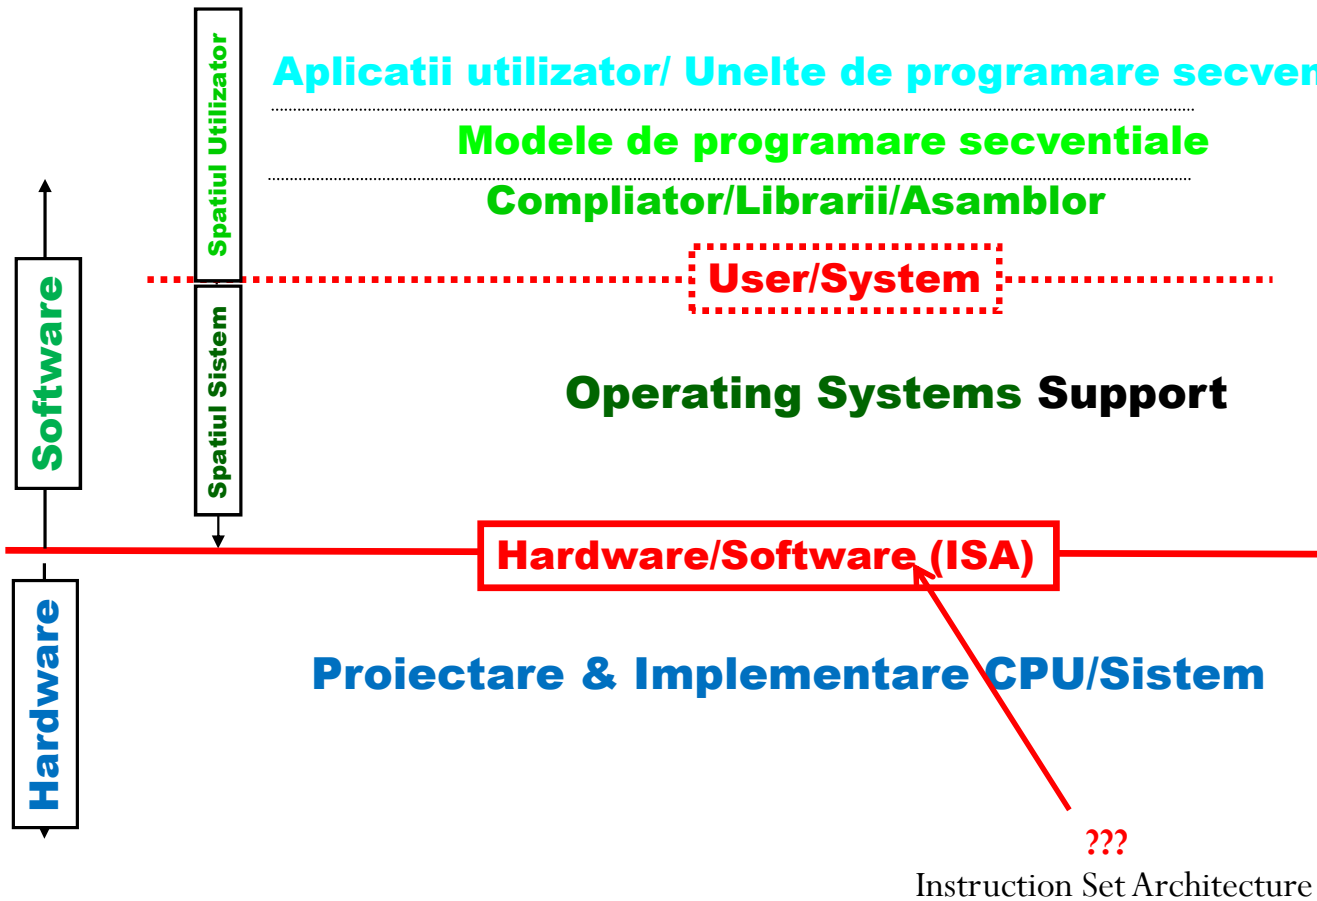 Aplicatii utilizator/ Unelte de programare
Modele de programare secventiale
Compliator/Librarii/Asamblor
User/System
Operating Systems Support
Hardware/Software (ISA)
Proiectare & Implementare CPU/Sistem
???
Instruction Set Architecture
Spatiul Utilizator
Spatiul Sistem
Software
Hardware